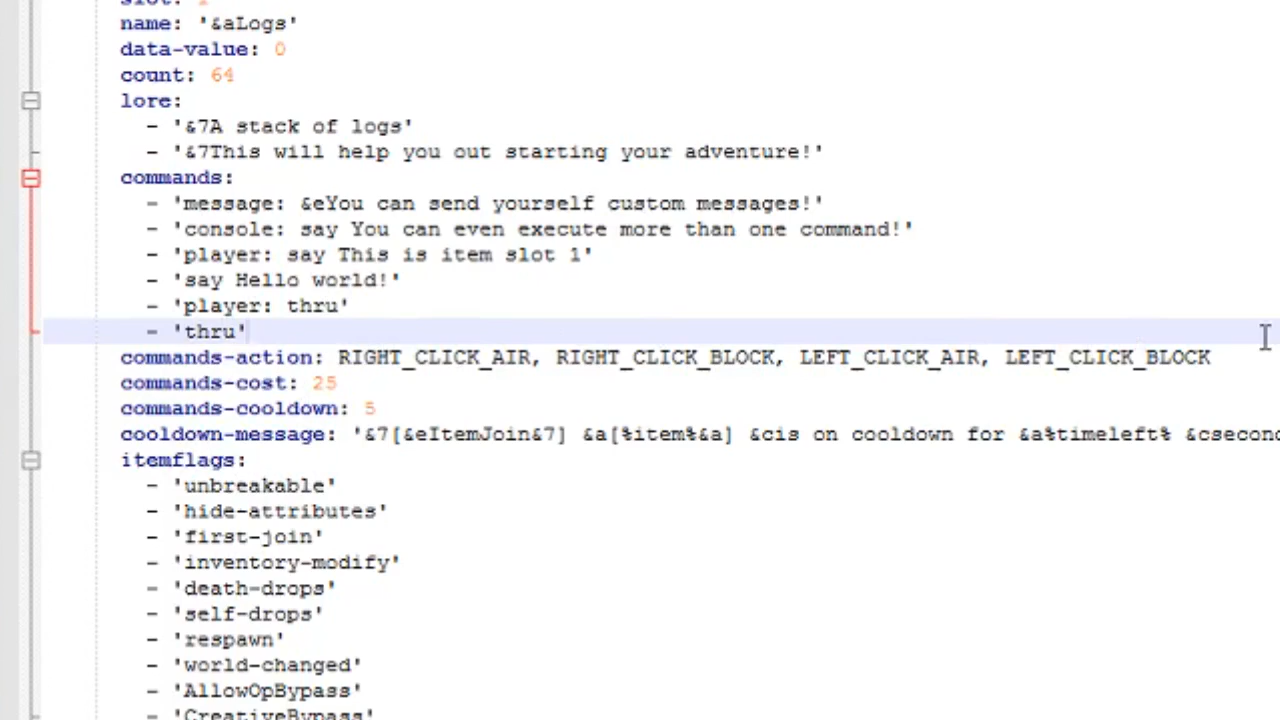 slot: 1
name: '&aLogs'
data-value: 0
count: 64
lore:
- '&7A stack of logs'
- '&7This will help you out starting your adventure!'
commands:
- 'message: &eYou can send yourself custom messages!'
- 'console: say You can even execute more than one command!'
- 'player: say This is item slot 1'
- 'say Hello world!'
- 'player: thru'
- 'thru'
commands-action: RIGHT_CLICK_AIR, RIGHT_CLICK_BLOCK, LEFT_CLICK_AIR, LEFT_CLICK_BLOCK
commands-cost: 25
commands-cooldown: 5
cooldown-message: '&7[&eItemJoin&7] &a[%item%&a] &cis on cooldown for &a%timeleft% &csecond
itemflags:
- 'unbreakable'
- 'hide-attributes'
- 'first-join'
- 'inventory-modify'
- 'death-drops'
- 'self-drops'
- 'respawn'
- 'world-changed'
- 'AllowOpBypass'
- 'CreativeBypass'